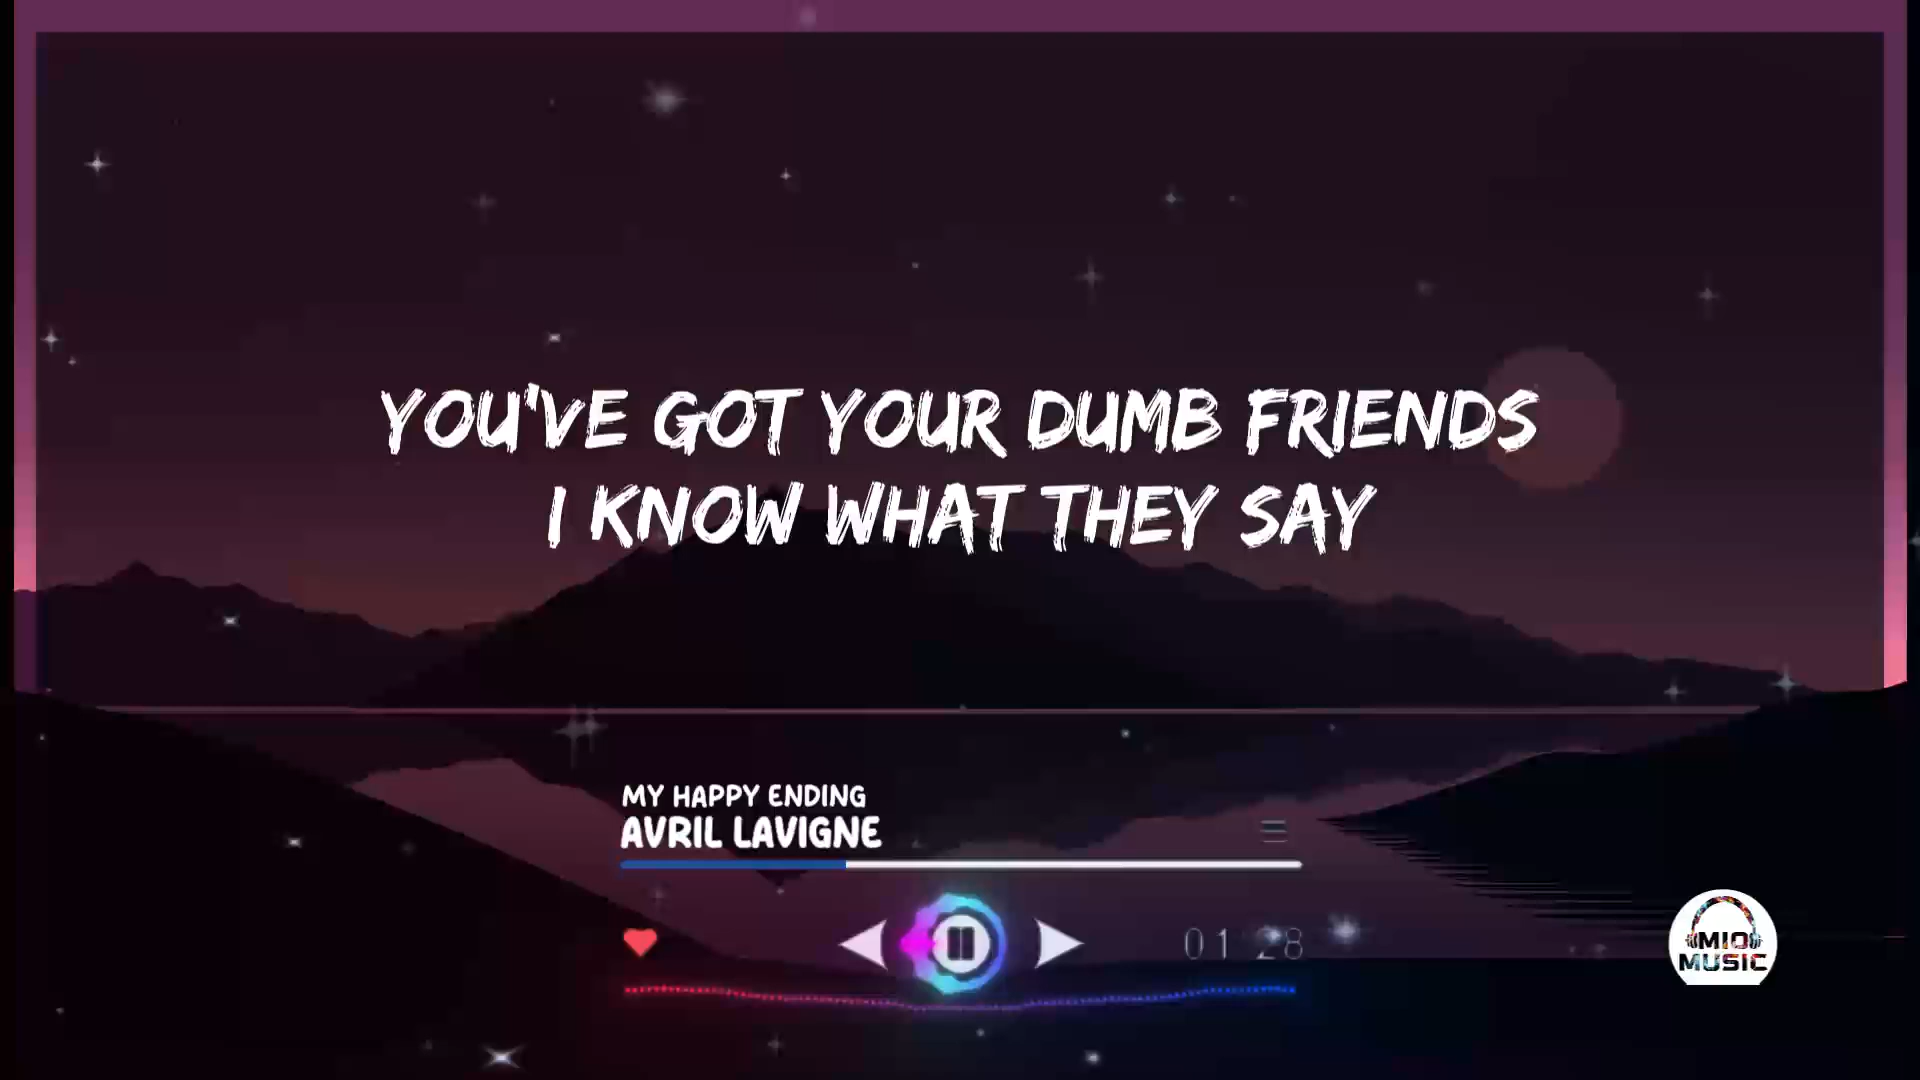 YOU'VE GOT YOUR DUMB FRIENDS
I KNOW WHAT THEY SAY
MY HAPPY ENDING
AVRIL LAVIGNE
01 28
MIO
MUSIC